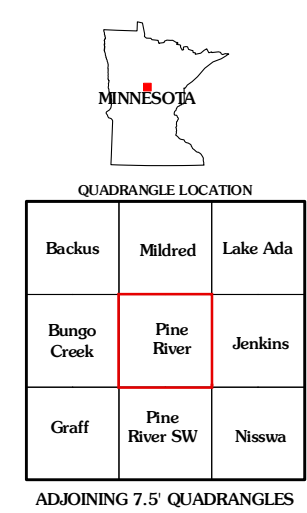 MINNESOTA
QUADRANGLE LOCATION
Backus
Mildred
Lake Ada
Bungo
Creek
Pine
River
Jenkins
Graff
Pine
River SW
Nisswa
ADJOINING 7.5' QUADRANGLES